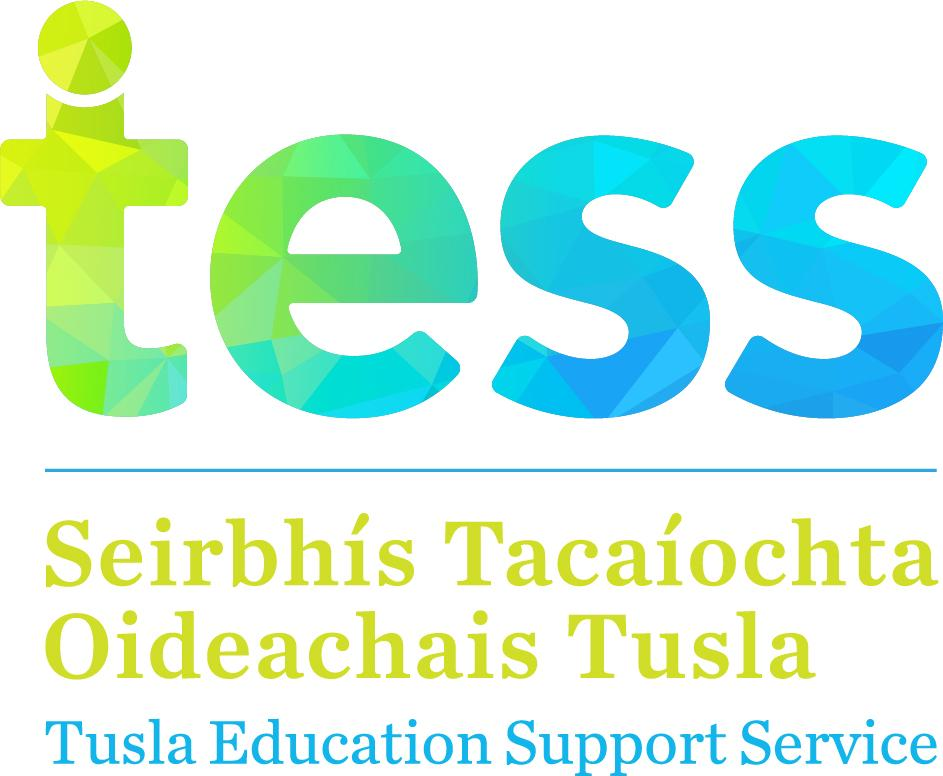 tess
Seirbhís Tacaíochta
Oideachais Tusla
Tusla Education Support Service